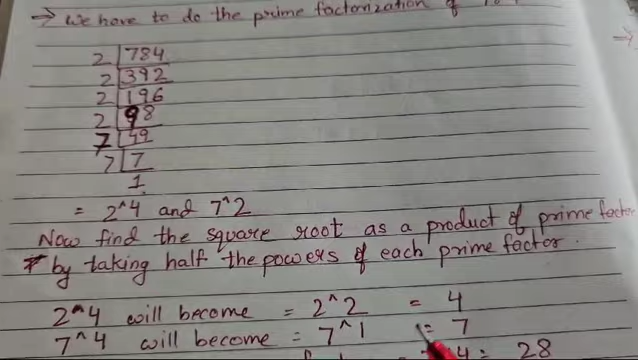 → We have to do the prime factorization of
2 | 784
2 | 392
2 | 196
2 | 98
7 | 49
7 | 7
1
= 2^4 and 7^2
Now find the square root as a product of prime factor
by taking half the powers of each prime factor.
2^4 will become = 2^2 = 4
7^4 will become = 7^1 = 7
4 : 28